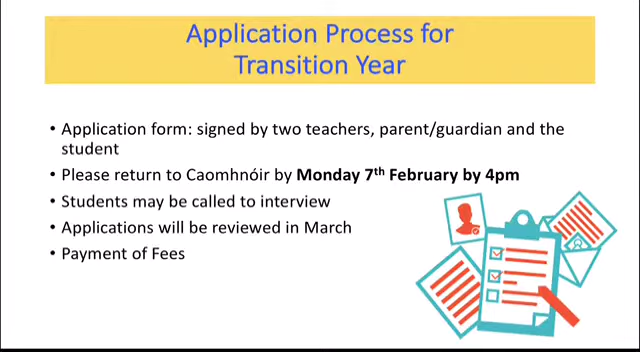 Application Process for
Transition Year
• Application form: signed by two teachers, parent/guardian and the
student
• Please return to Caomhnóir by Monday 7th February by 4pm
• Students may be called to interview
• Applications will be reviewed in March
• Payment of Fees